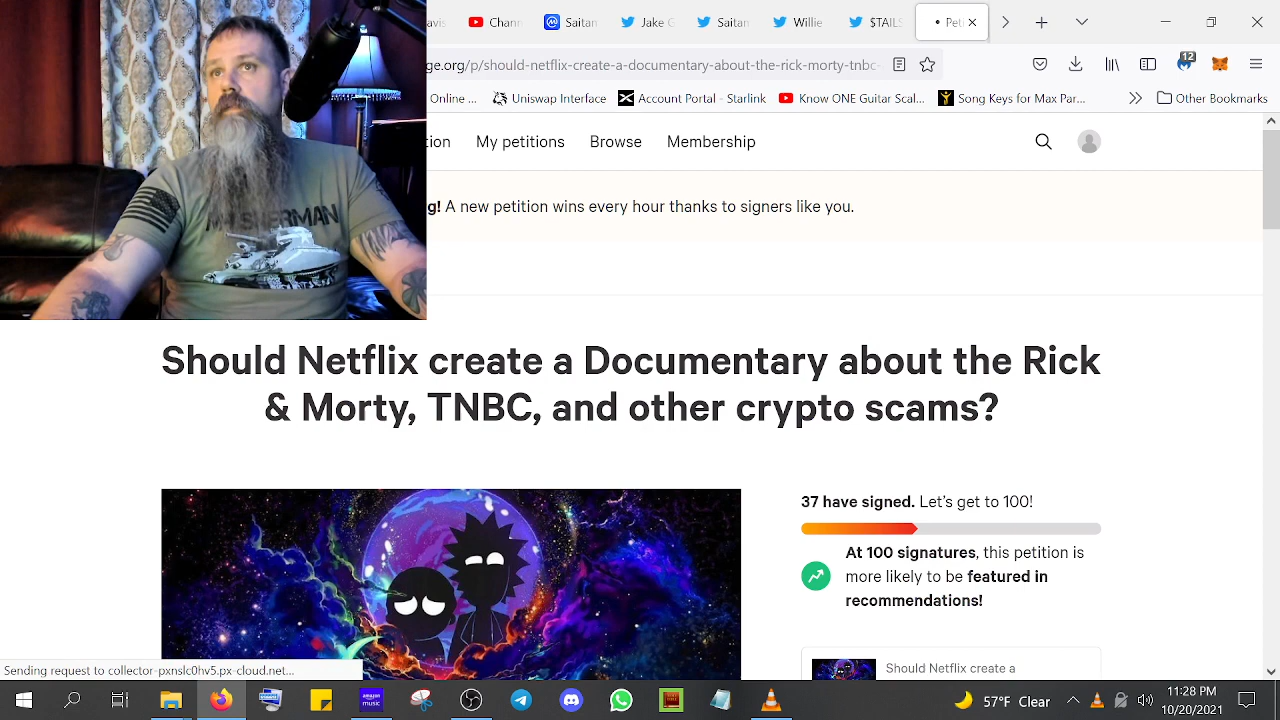 Chann
Saitan
Jake C
Saitan
Willie
$TAILS
Peti
ge.org/p/should-netflix-create-a-documentary-about-the-rick-morty-tnbc-
12
Online ...
Uniswap Interface
Account Portal - Starlink
Know ONE Guitar Scal...
Song Keys for Max Par...
Other Bookmarks
tion
My petitions
Browse
Membership
g! A new petition wins every hour thanks to signers like you.
SHERMAN
Should Netflix create a Documentary about the Rick
& Morty, TNBC, and other crypto scams?
37 have signed. Let's get to 100!
At 100 signatures, this petition is
more likely to be featured in
recommendations!
Should Netflix create a
Sending request to collector-pxnslc0hv5.px-cloud.net...
amazon
music
57°F Clear
11:28 PM
10/20/2021